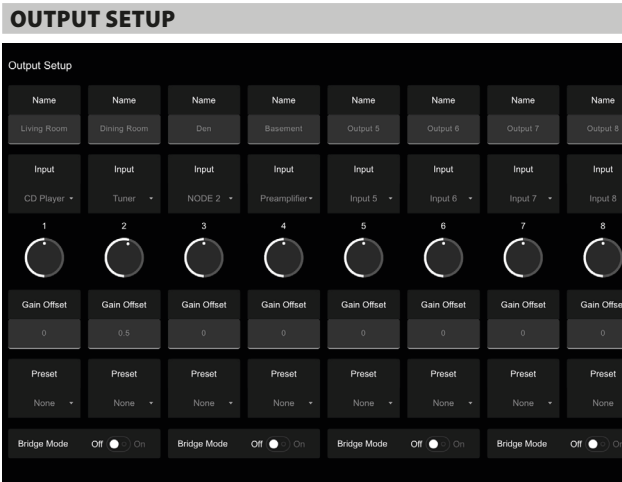 OUTPUT SETUP
Output Setup
Name Name Name Name Name Name Name Name
Living Room Dining Room Den Basement Output 5 Output 6 Output 7 Output 8
Input Input Input Input Input Input Input Input
CD Player Tuner NODE 2 Preamplifier Input 5 Input 6 Input 7 Input 8
1 2 3 4 5 6 7 8
Gain Offset Gain Offset Gain Offset Gain Offset Gain Offset Gain Offset Gain Offset Gain Offse
0 0.5 0 0 0 0 0 0
Preset Preset Preset Preset Preset Preset Preset Preset
None None None None None None None None
Bridge Mode Off On Bridge Mode Off On Bridge Mode Off On Bridge Mode Off On